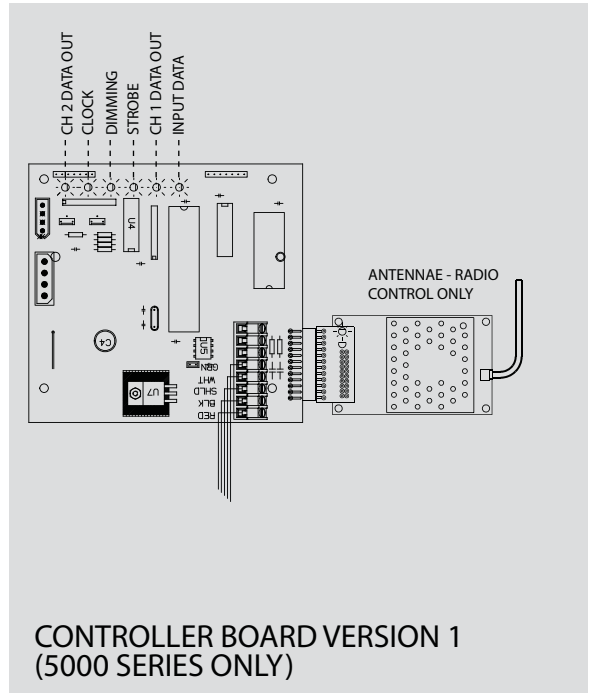 CH 2 DATA OUT
CLOCK
DIMMING
STROBE
CH 1 DATA OUT
INPUT DATA
U4
ANTENNAE - RADIO
CONTROL ONLY
C4
U5
GRN
WHT
SHLD
BLK
RED
U7
CONTROLLER BOARD VERSION 1
(5000 SERIES ONLY)